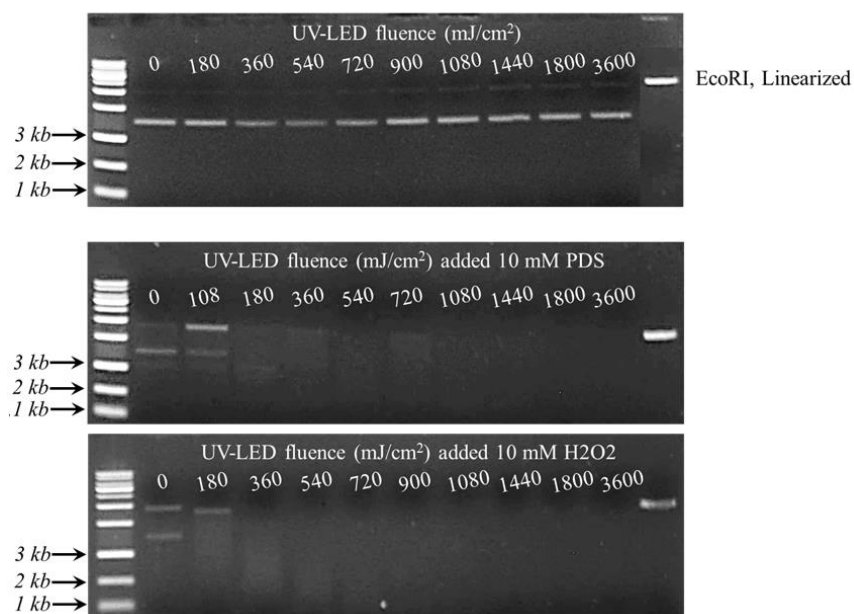 UV-LED fluence (mJ/cm²)
0 180 360 540 720 900 1080 1440 1800 3600
EcoRI, Linearized
3 kb
2 kb
1 kb
UV-LED fluence (mJ/cm²) added 10 mM PDS
0 108 180 360 540 720 1080 1440 1800 3600
3 kb
2 kb
.1 kb
UV-LED fluence (mJ/cm²) added 10 mM H2O2
0 180 360 540 720 900 1080 1440 1800 3600
3 kb
2 kb
1 kb